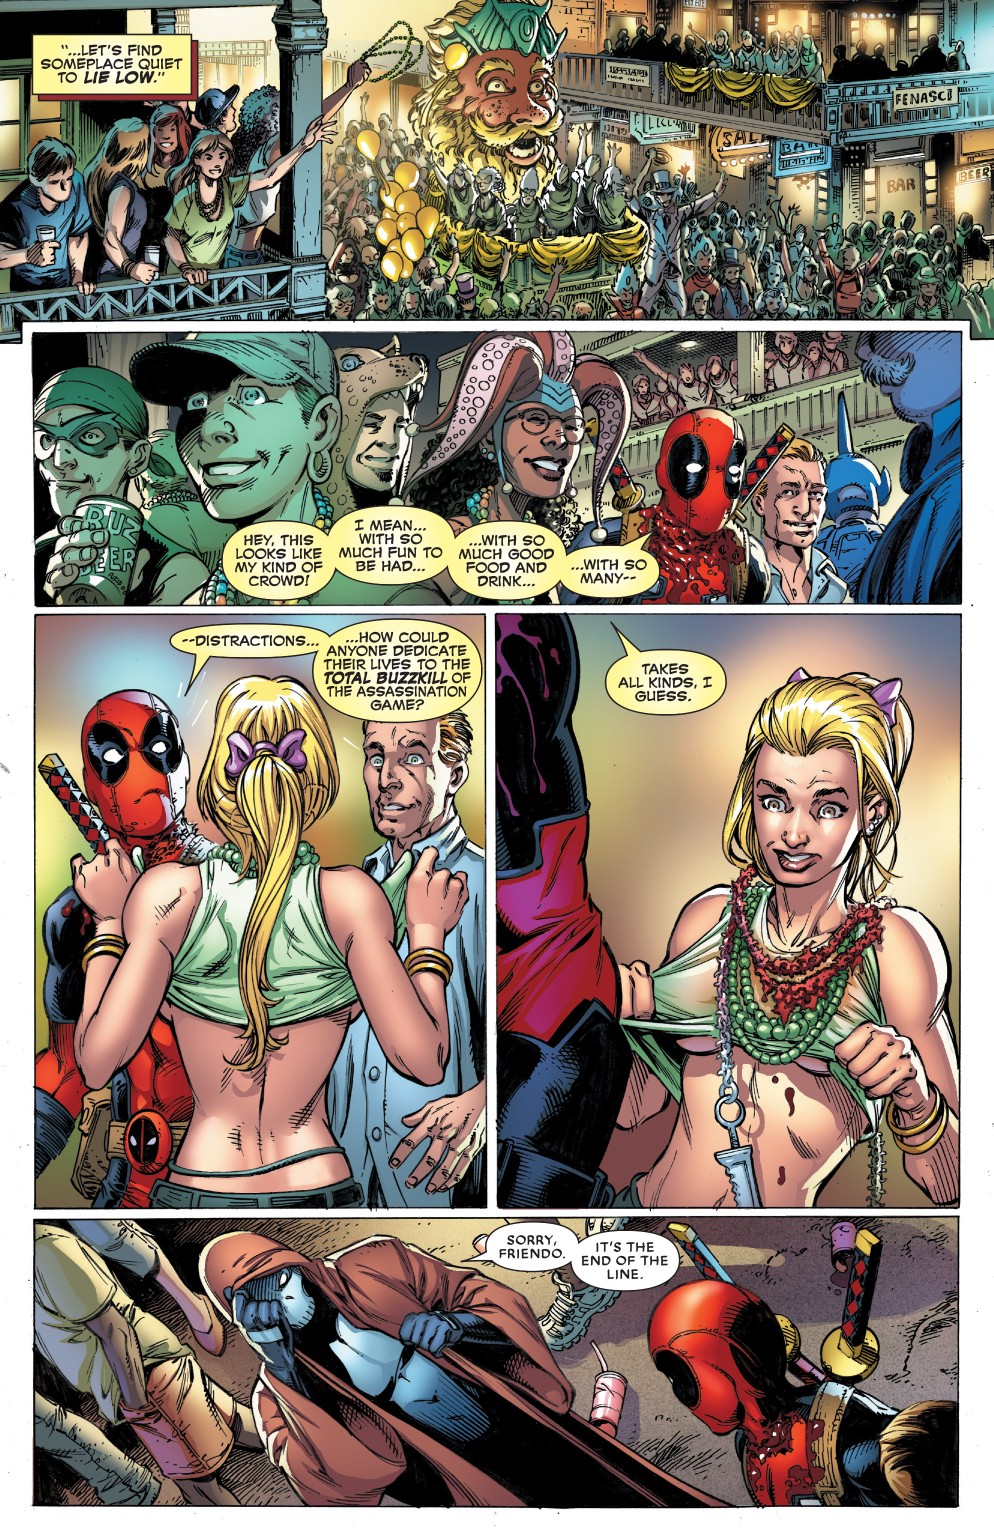 "...LET'S FIND
SOMEPLACE QUIET
TO LIE LOW."
FENASCI
SAL
BAR
BAR
BEER
BUZ
BEER
HEY, THIS
LOOKS LIKE
MY KIND OF
CROWD!
I MEAN...
WITH SO
MUCH FUN TO
BE HAD...
...WITH SO
MUCH GOOD
FOOD AND
DRINK...
...WITH SO
MANY--
--DISTRACTIONS...
...HOW COULD
ANYONE DEDICATE
THEIR LIVES TO THE
TOTAL BUZZKILL OF
THE ASSASSINATION
GAME?
TAKES
ALL KINDS, I
GUESS.
SORRY,
FRIENDO.
IT'S THE
END OF THE
LINE.